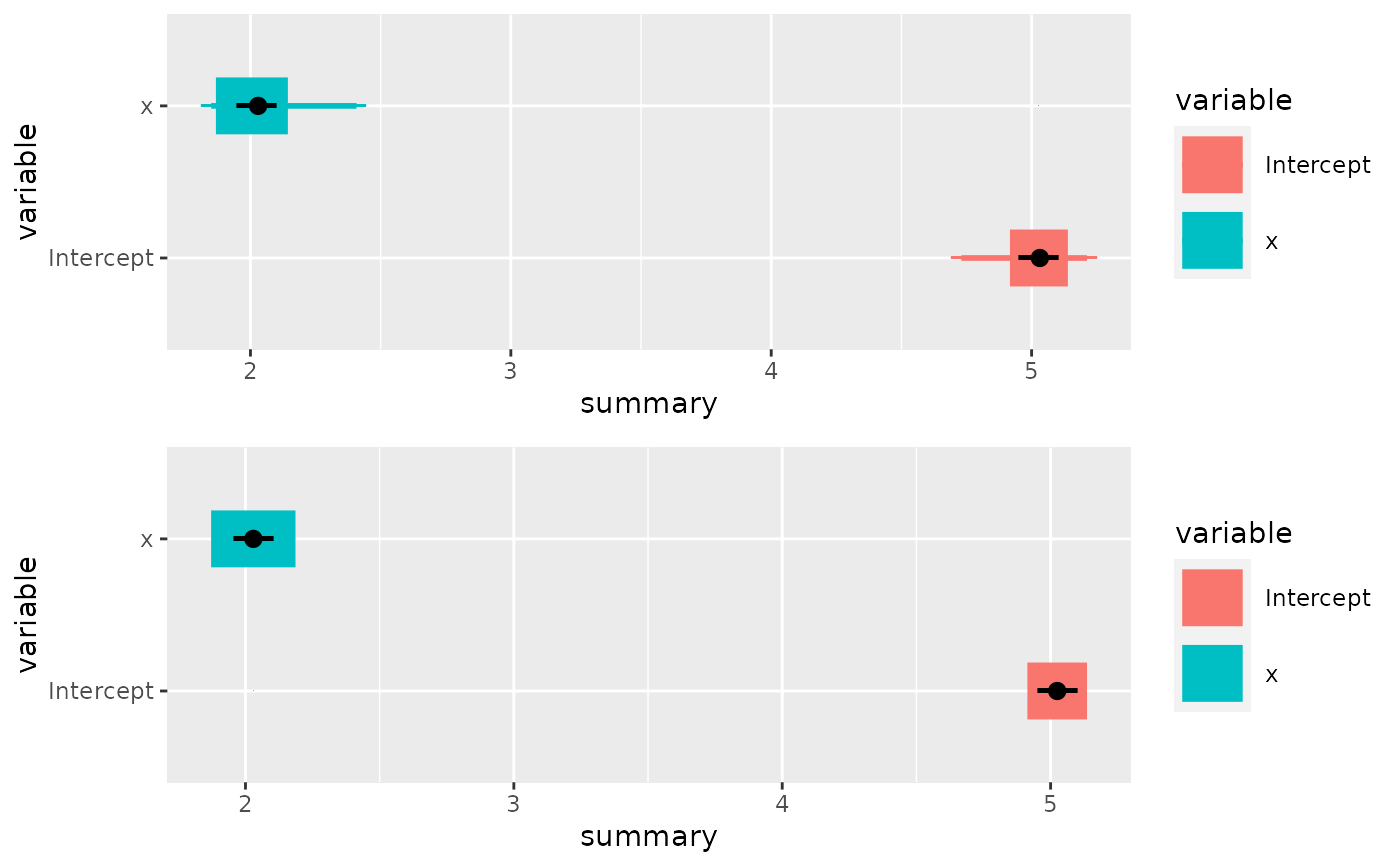 variable
x
Intercept
2
3
4
5
summary
variable
Intercept
x
variable
x
Intercept
2
3
4
5
summary
variable
Intercept
x